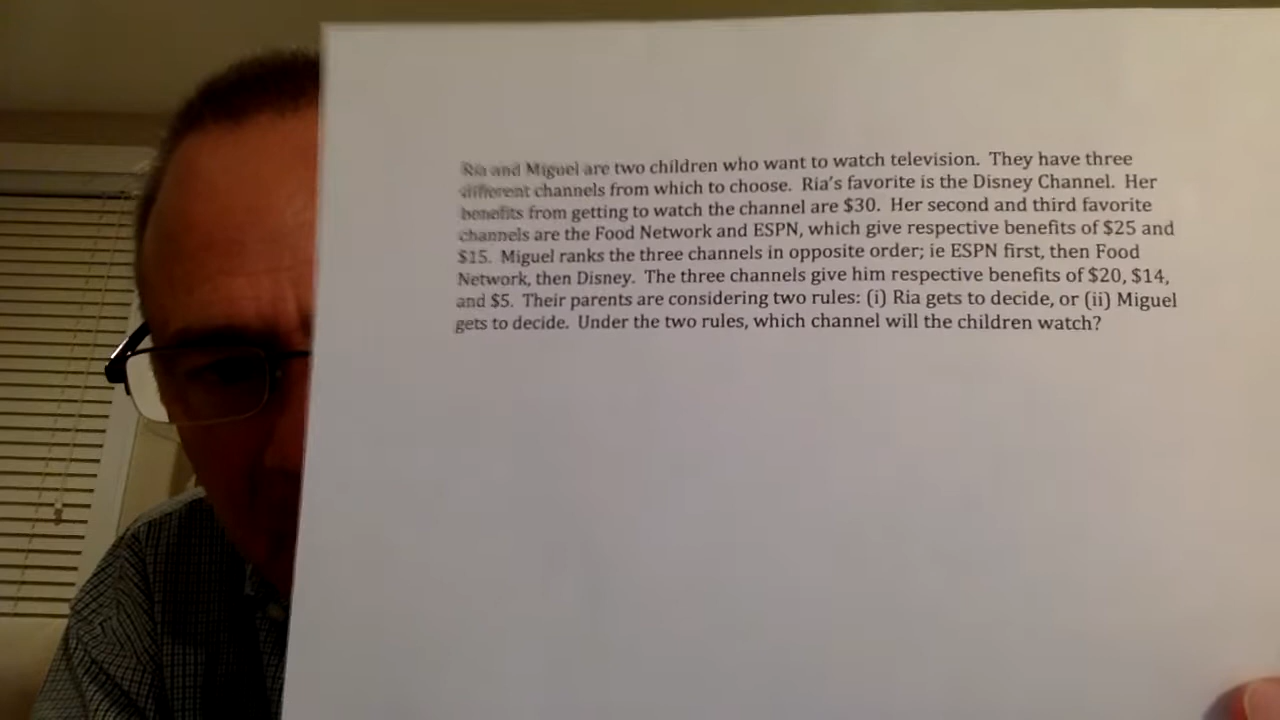 Ria and Miguel are two children who want to watch television. They have three
different channels from which to choose. Ria's favorite is the Disney Channel. Her
benefits from getting to watch the channel are $30. Her second and third favorite
channels are the Food Network and ESPN, which give respective benefits of $25 and
$15. Miguel ranks the three channels in opposite order; ie ESPN first, then Food
Network, then Disney. The three channels give him respective benefits of $20, $14,
and $5. Their parents are considering two rules: (i) Ria gets to decide, or (ii) Miguel
gets to decide. Under the two rules, which channel will the children watch?